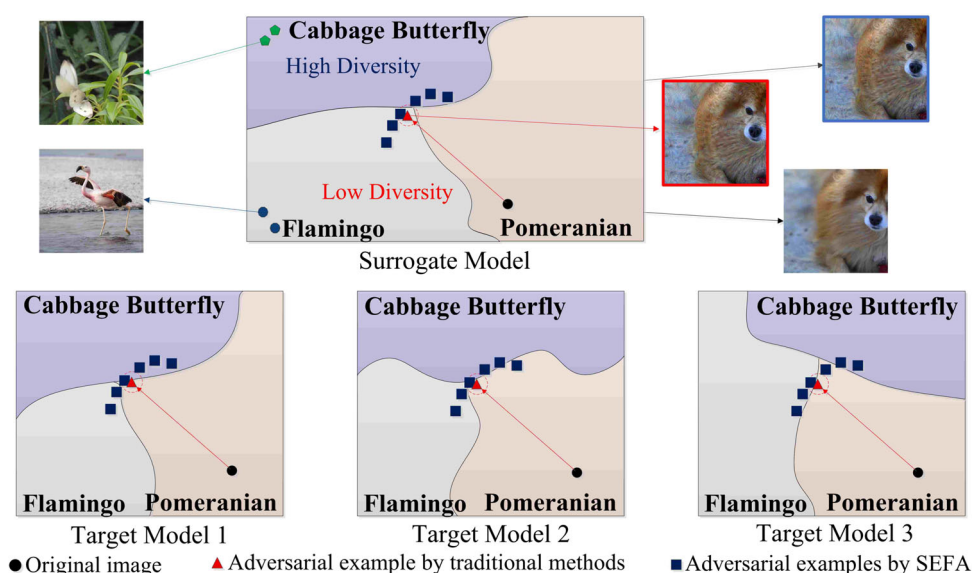 Cabbage Butterfly
High Diversity
Low Diversity
Flamingo
Pomeranian
Surrogate Model
Cabbage Butterfly
Flamingo Pomeranian
Target Model 1
Cabbage Butterfly
Flamingo Pomeranian
Target Model 2
Cabbage Butterfly
Flamingo Pomeranian
Target Model 3
Original image
Adversarial example by traditional methods
Adversarial examples by SEFA